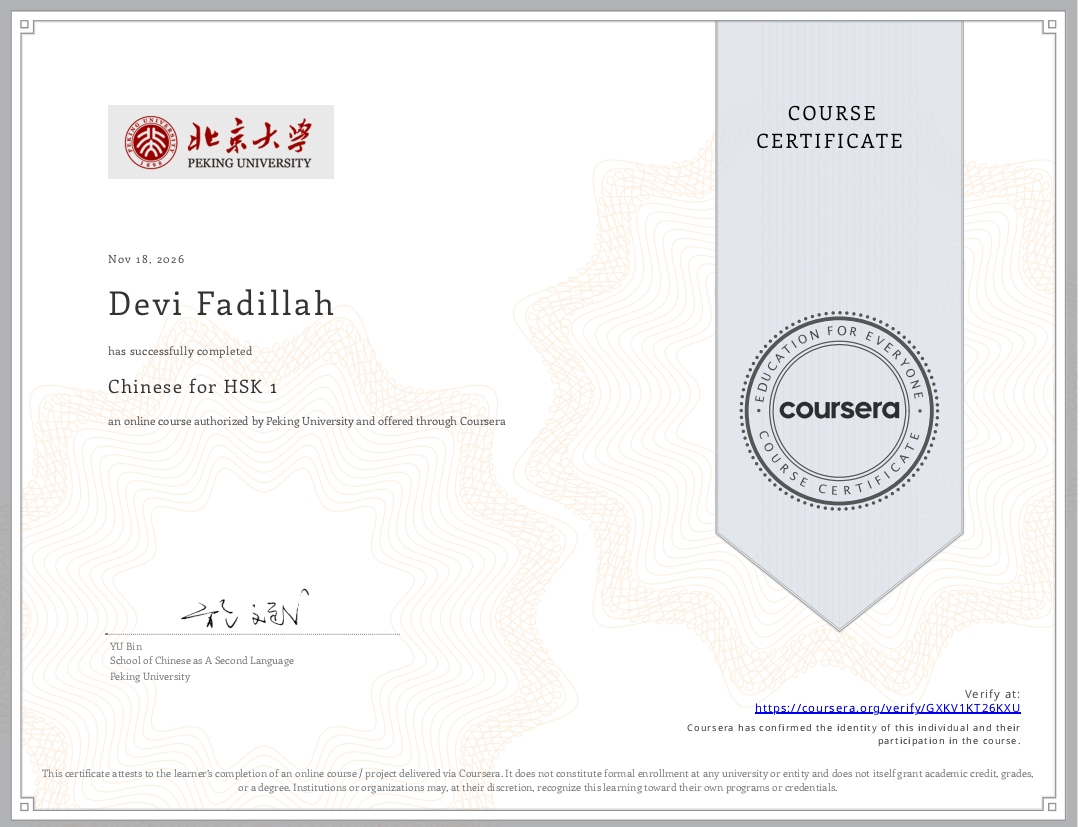 北京大学
PEKING UNIVERSITY
PEKING UNIVERSITY
1898
COURSE
CERTIFICATE
Nov 18, 2026
Devi Fadillah
has successfully completed
Chinese for HSK 1
an online course authorized by Peking University and offered through Coursera
EDUCATION FOR EVERYONE
coursera
COURSE CERTIFICATE
YU Bin
School of Chinese as A Second Language
Peking University
Verify at:
https://coursera.org/verify/GXKV1KT26KXU
Coursera has confirmed the identity of this individual and their
participation in the course.
This certificate attests to the learner's completion of an online course / project delivered via Coursera. It does not constitute formal enrollment at any university or entity and does not itself grant academic credit, grades,
or a degree. Institutions or organizations may, at their discretion, recognize this learning toward their own programs or credentials.